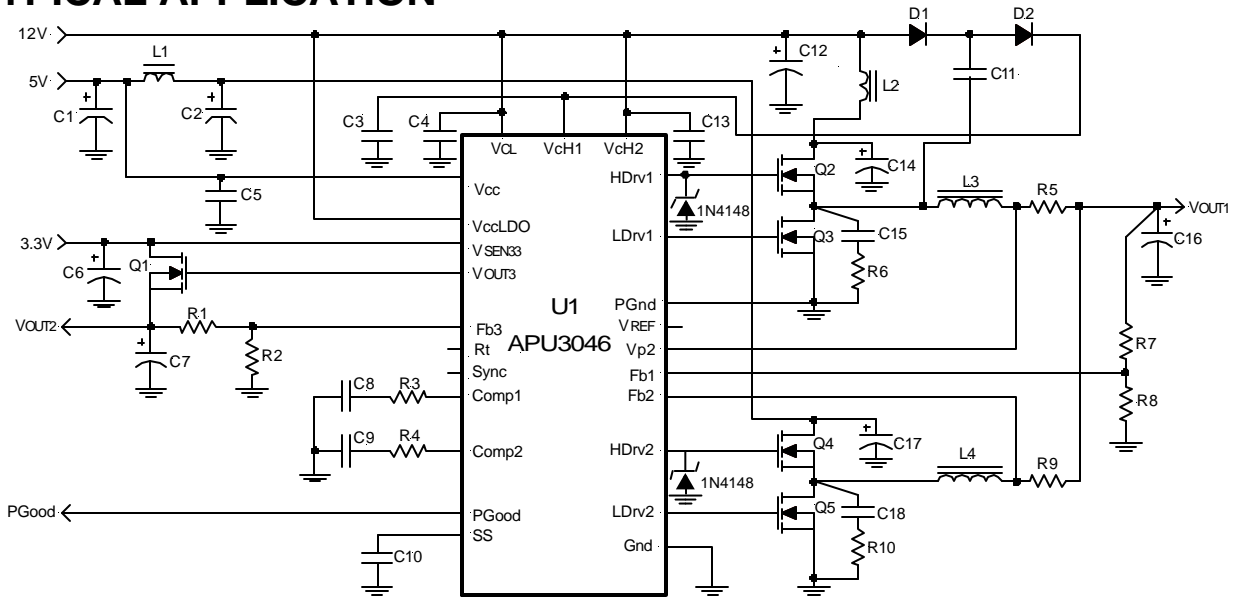 TYPICAL APPLICATION
12V
5V
L1
C1
C2
C3
C4
C5
C12
D1
D2
L2
C11
C13
C14
VCL
VcH1
VcH2
Vcc
HDrv1
Q2
1N4148
L3
R5
VOUT1
VccLDO
3.3V
VSEN33
LDrv1
Q3
C15
C16
C6
Q1
VOUT3
R6
U1
APU3046
PGnd
VREF
VOUT2
R1
Fb3
Rt
Vp2
R7
C7
R2
Sync
Fb1
C8
R3
Comp1
Fb2
R8
C9
R4
Comp2
HDrv2
Q4
C17
L4
R9
1N4148
PGood
PGood
LDrv2
Q5
C18
SS
Gnd
R10
C10